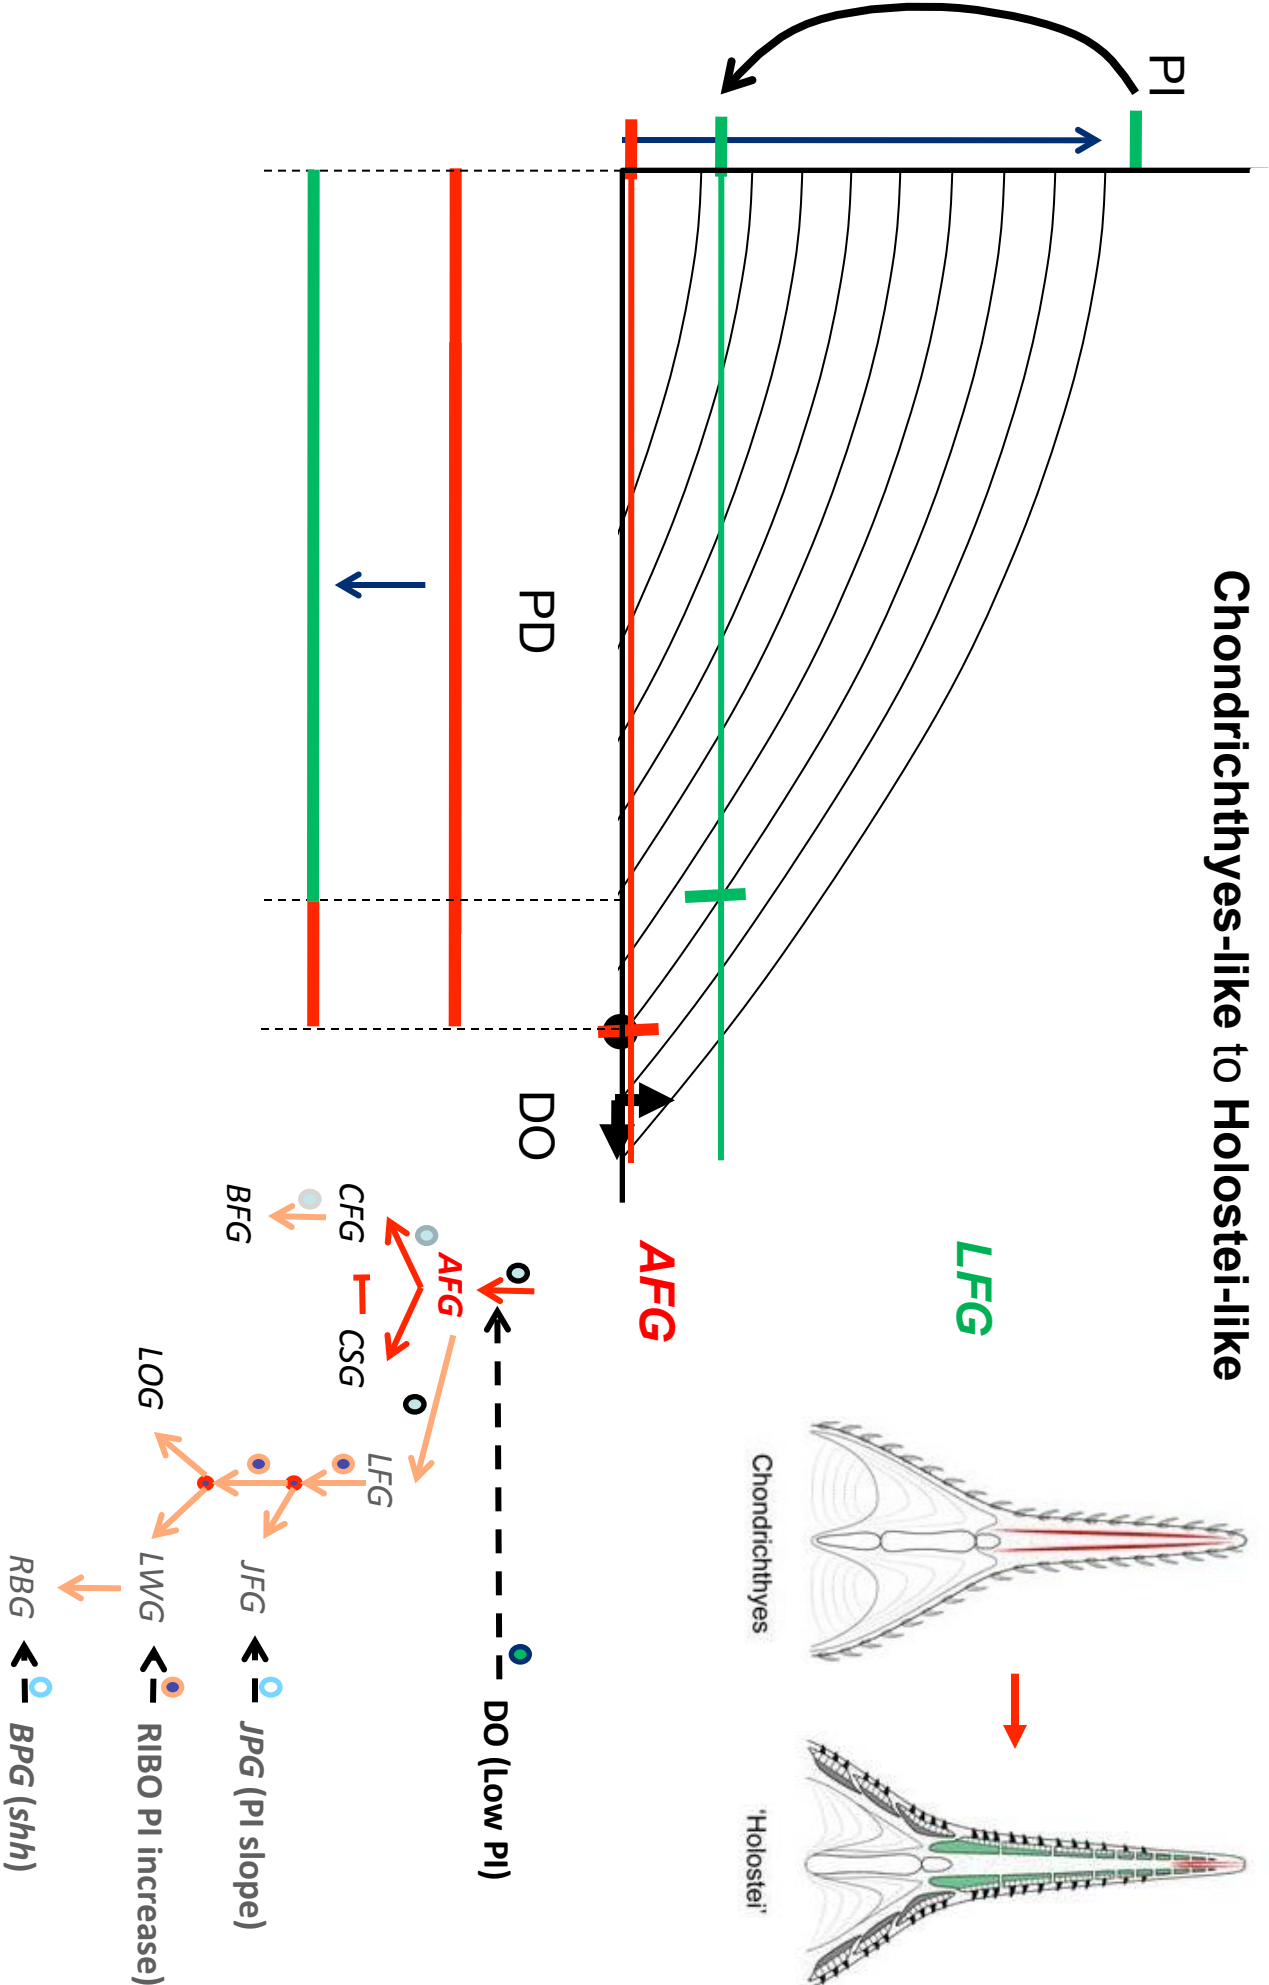 Chondrichthyes-like to Holostei-like
PI
LFG
AFG
PD
DO
Chondrichthyes
'Holostei'
DO (Low PI)
AFG
CFG
CSG
LFG
BFG
JFG
JPG (PI slope)
LOG
LWG
RIBO PI increase)
RBG
BPG (shh)